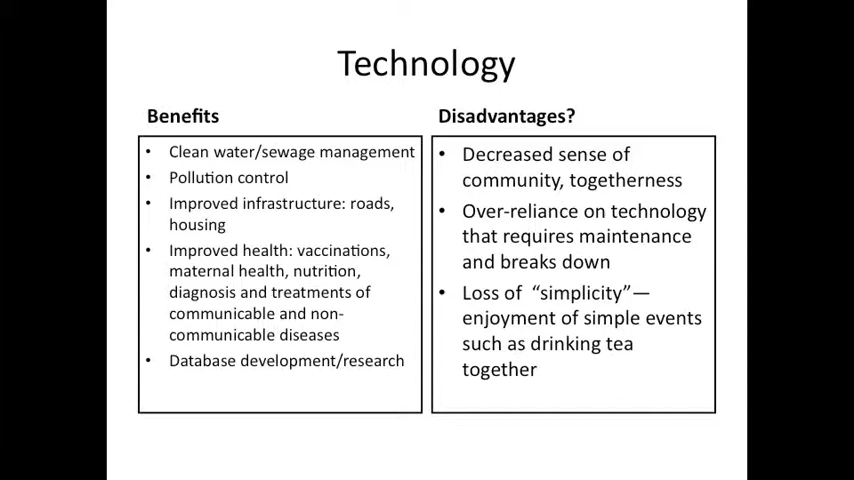 Technology
Benefits
• Clean water/sewage management
• Pollution control
• Improved infrastructure: roads,
housing
• Improved health: vaccinations,
maternal health, nutrition,
diagnosis and treatments of
communicable and non-
communicable diseases
• Database development/research
Disadvantages?
• Decreased sense of
community, togetherness
• Over-reliance on technology
that requires maintenance
and breaks down
• Loss of “simplicity”—
enjoyment of simple events
such as drinking tea
together